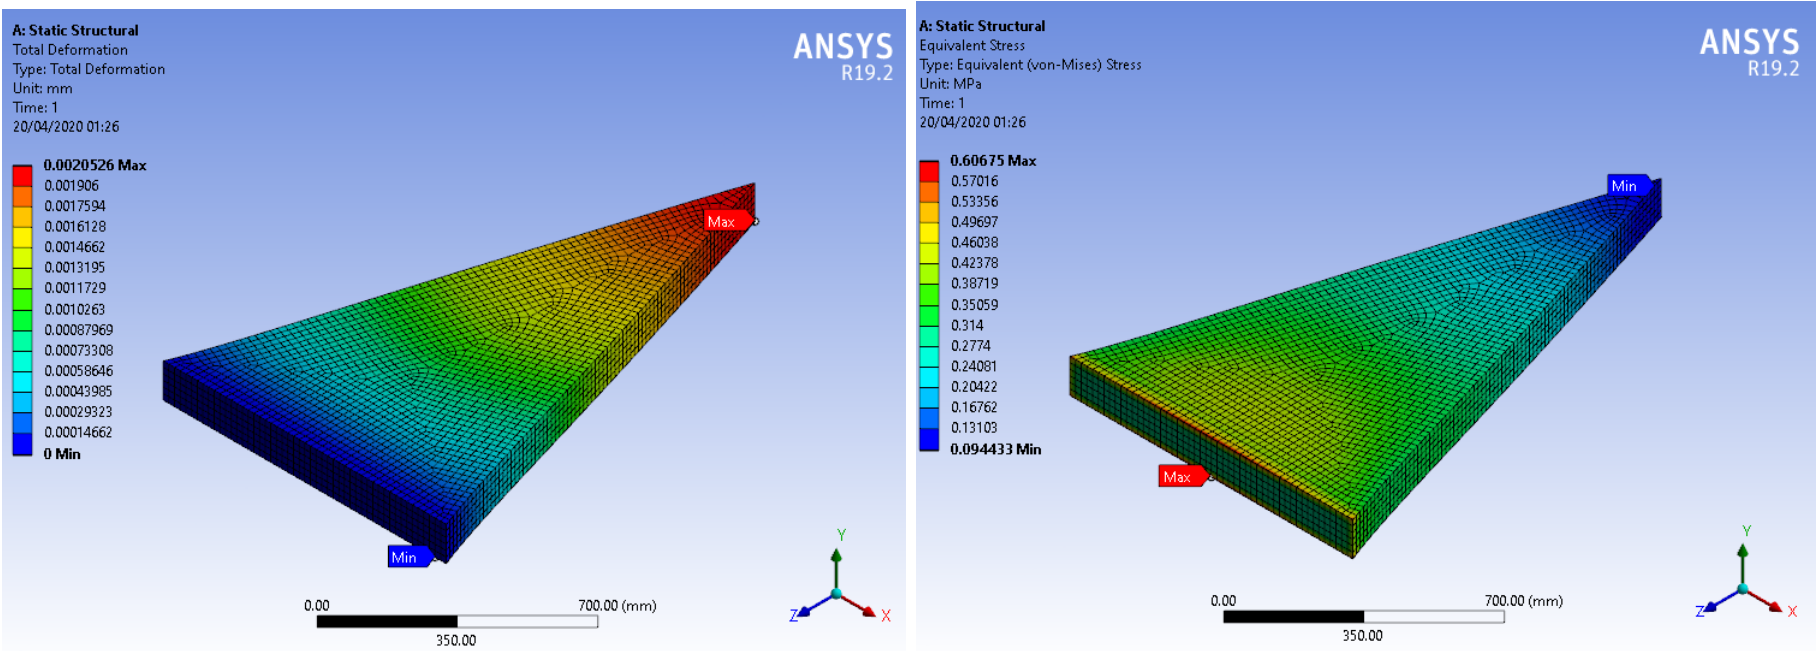 A: Static Structural
Total Deformation
Type: Total Deformation
Unit: mm
Time: 1
20/04/2020 01:26
ANSYS
R19.2
0.0020526 Max
0.001906
0.0017594
0.0016128
0.0014662
0.0013195
0.0011729
0.0010263
0.00087969
0.00073308
0.00058646
0.00043985
0.00029323
0.00014662
0 Min
Max
Min
0.00
700.00 (mm)
350.00
Y
Z
X
A: Static Structural
Equivalent Stress
Type: Equivalent (von-Mises) Stress
Unit: MPa
Time: 1
20/04/2020 01:26
ANSYS
R19.2
0.60675 Max
0.57016
0.53356
0.49697
0.46038
0.42378
0.38719
0.35059
0.314
0.2774
0.24081
0.20422
0.16762
0.13103
0.094433 Min
Min
Max
0.00
700.00 (mm)
350.00
Y
Z
X